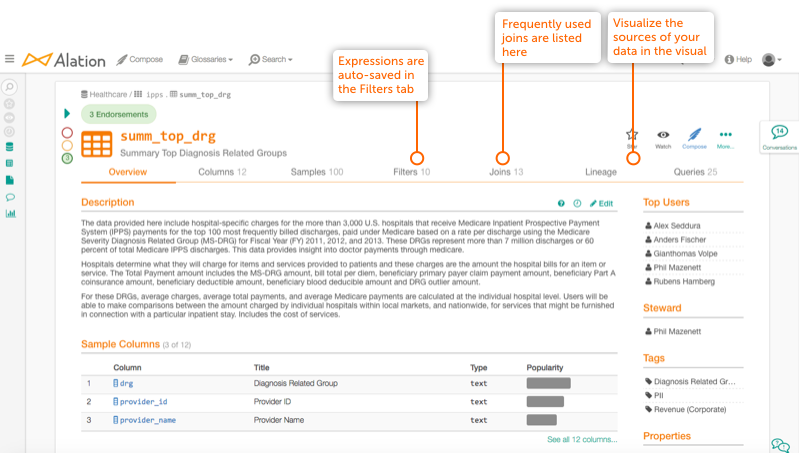 Expressions are
auto-saved in
the Filters tab
Frequently used
joins are listed
here
Visualize the
sources of your
data in the visual
Alation
Compose
Glossaries
Search
Help
Healthcare / ipps . summ_top_drg
3 Endorsements
summ_top_drg
Summary Top Diagnosis Related Groups
3
Star
Watch
Compose
More...
14
Conversations
Overview
Columns 12
Samples 100
Filters 10
Joins 13
Lineage
Queries 25
Description
Edit
The data provided here include hospital-specific charges for the more than 3,000 U.S. hospitals that receive Medicare Inpatient Prospective Payment
System (IPPS) payments for the top 100 most frequently billed discharges, paid under Medicare based on a rate per discharge using the Medicare
Severity Diagnosis Related Group (MS-DRG) for Fiscal Year (FY) 2011, 2012, and 2013. These DRGs represent more than 7 million discharges or 60
percent of total Medicare IPPS discharges. This data provides insight into doctor payments through medicare.
Hospitals determine what they will charge for items and services provided to patients and these charges are the amount the hospital bills for an item or
service. The Total Payment amount includes the MS-DRG amount, bill total per diem, beneficiary primary payer claim payment amount, beneficiary Part A
coinsurance amount, beneficiary deductible amount, beneficiary blood deducible amount and DRG outlier amount.
For these DRGs, average charges, average total payments, and average Medicare payments are calculated at the individual hospital level. Users will be
able to make comparisons between the amount charged by individual hospitals within local markets, and nationwide, for services that might be furnished
in connection with a particular inpatient stay. Includes the cost of services.
Sample Columns (3 of 12)
Column Title Type Popularity
1 drg Diagnosis Related Group text
2 provider_id Provider ID text
3 provider_name Provider Name text
See all 12 columns...
Top Users
Alex Seddura
Anders Fischer
Gianthomas Volpe
Phil Mazenett
Rubens Hamberg
Steward
Phil Mazenett
Tags
Diagnosis Related Gr...
PII
Revenue (Corporate)
Properties